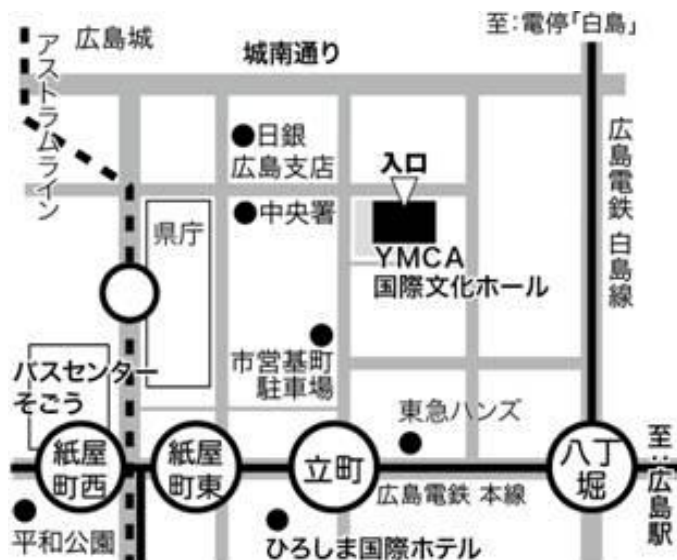 広島城
至:電停「白島」
城南通り
アストラムライン
日銀
広島支店
入口
広島電鉄 白島線
県庁
中央署
YMCA
国際文化ホール
市営基町
駐車場
バスセンター
そごう
東急ハンズ
紙屋
町西
紙屋
町東
立町
八丁
堀
至:広島駅
広島電鉄 本線
平和公園
ひろしま国際ホテル